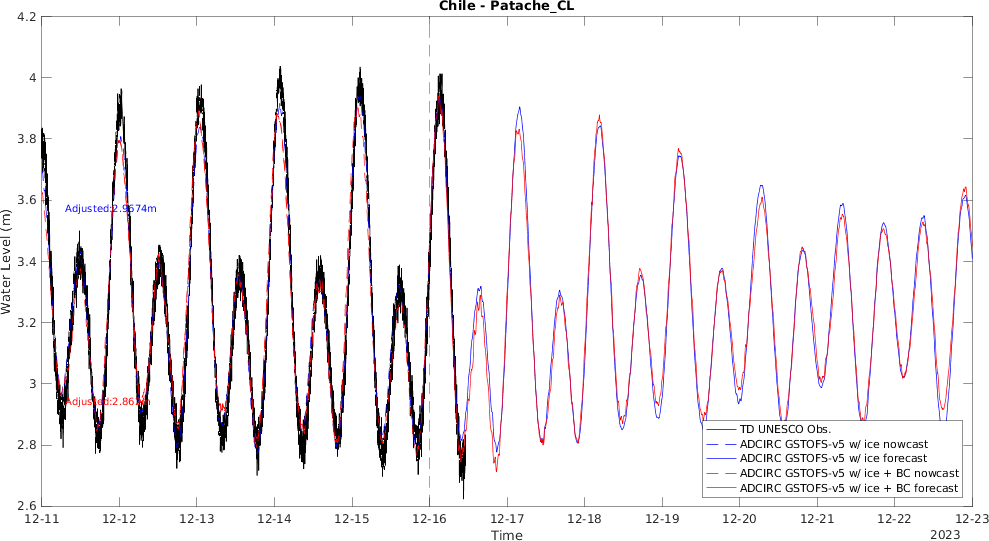 Chile - Patache_CL
4.2
4
3.8
3.6
3.4
3.2
3
2.8
2.6
Water Level (m)
Adjusted:2.9674m
TD UNESCO Obs.
ADCIRC GSTOFS-v5 w/ ice nowcast
ADCIRC GSTOFS-v5 w/ ice forecast
ADCIRC GSTOFS-v5 w/ ice + BC nowcast
ADCIRC GSTOFS-v5 w/ ice + BC forecast
12-11 12-12 12-13 12-14 12-15 12-16 12-17 12-18 12-19 12-20 12-21 12-22 12-23
Time
2023